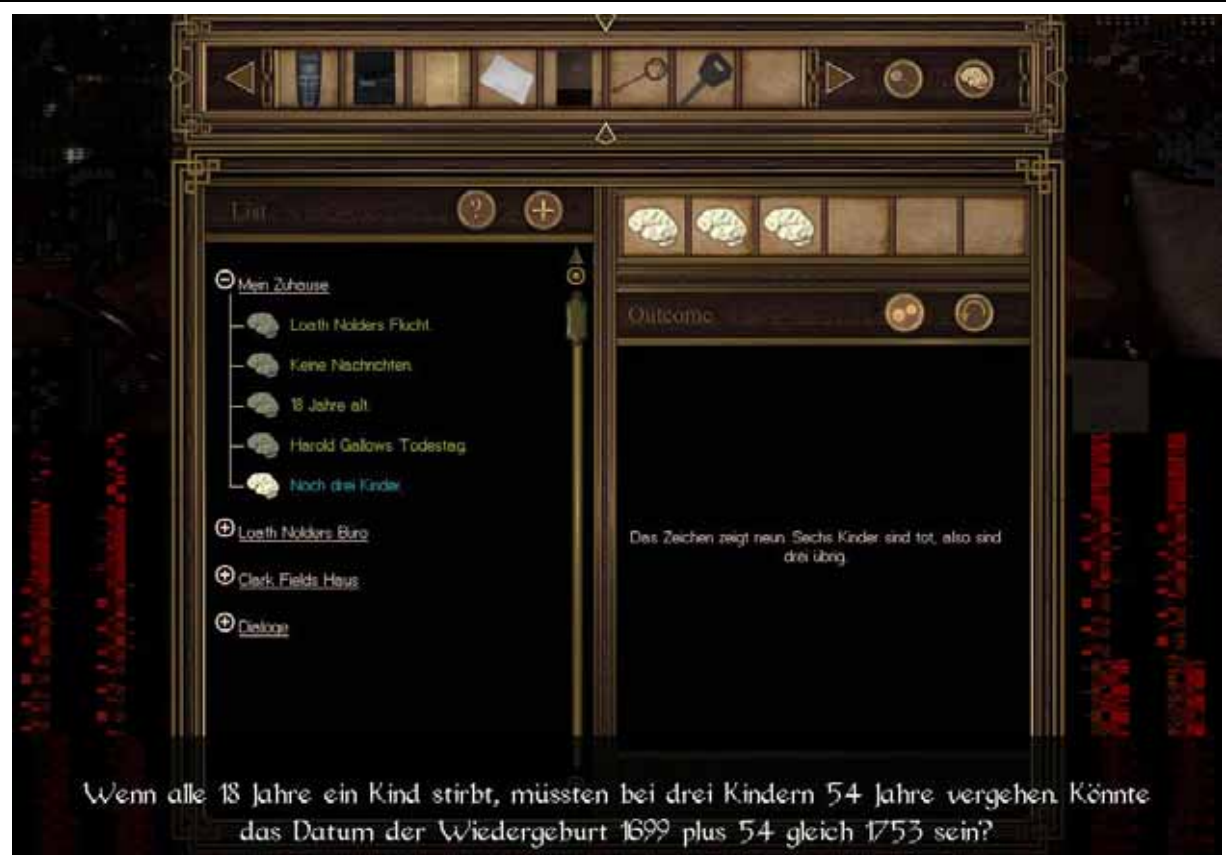 List
Outcome
Mein Zuhause
Loath Nolders Flucht.
Keine Nachrichten.
18 Jahre alt.
Harold Gallows Todestag.
Noch drei Kinder.
Loath Nolders Büro
Clark Fields Haus
Dialoge
Das Zeichen zeigt neun. Sechs Kinder sind tot, also sind
drei übrig.
Wenn alle 18 Jahre ein Kind stirbt, müssten bei drei Kindern 54 Jahre vergehen. Könnte
das Datum der Wiedergeburt 1699 plus 54 gleich 1753 sein?